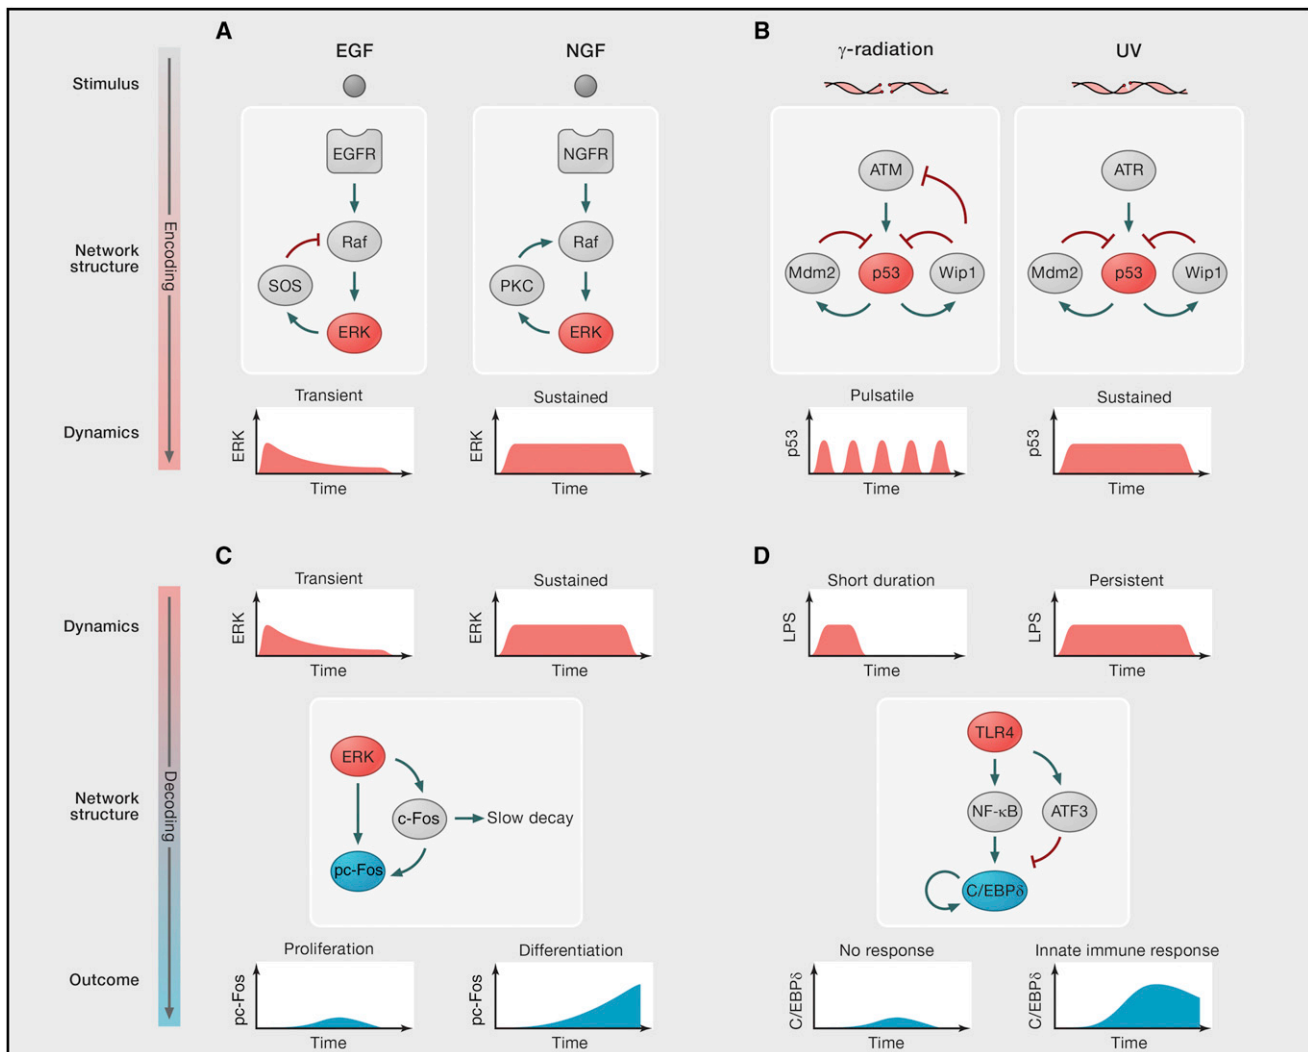 A
B
EGF
NGF
γ-radiation
UV
Stimulus
EGFR
NGFR
ATM
ATR
Encoding
Network
structure
Raf
Raf
SOS
PKC
Mdm2
p53
Wip1
Mdm2
p53
Wip1
ERK
ERK
Transient
Sustained
Pulsatile
Sustained
Dynamics
ERK
ERK
p53
p53
Time
Time
Time
Time
C
D
Transient
Sustained
Short duration
Persistent
Dynamics
ERK
ERK
LPS
LPS
Time
Time
Time
Time
Decoding
Network
structure
ERK
c-Fos
Slow decay
pc-Fos
TLR4
NF-κB
ATF3
C/EBPδ
Proliferation
Differentiation
No response
Innate immune response
Outcome
pc-Fos
pc-Fos
C/EBPδ
C/EBPδ
Time
Time
Time
Time